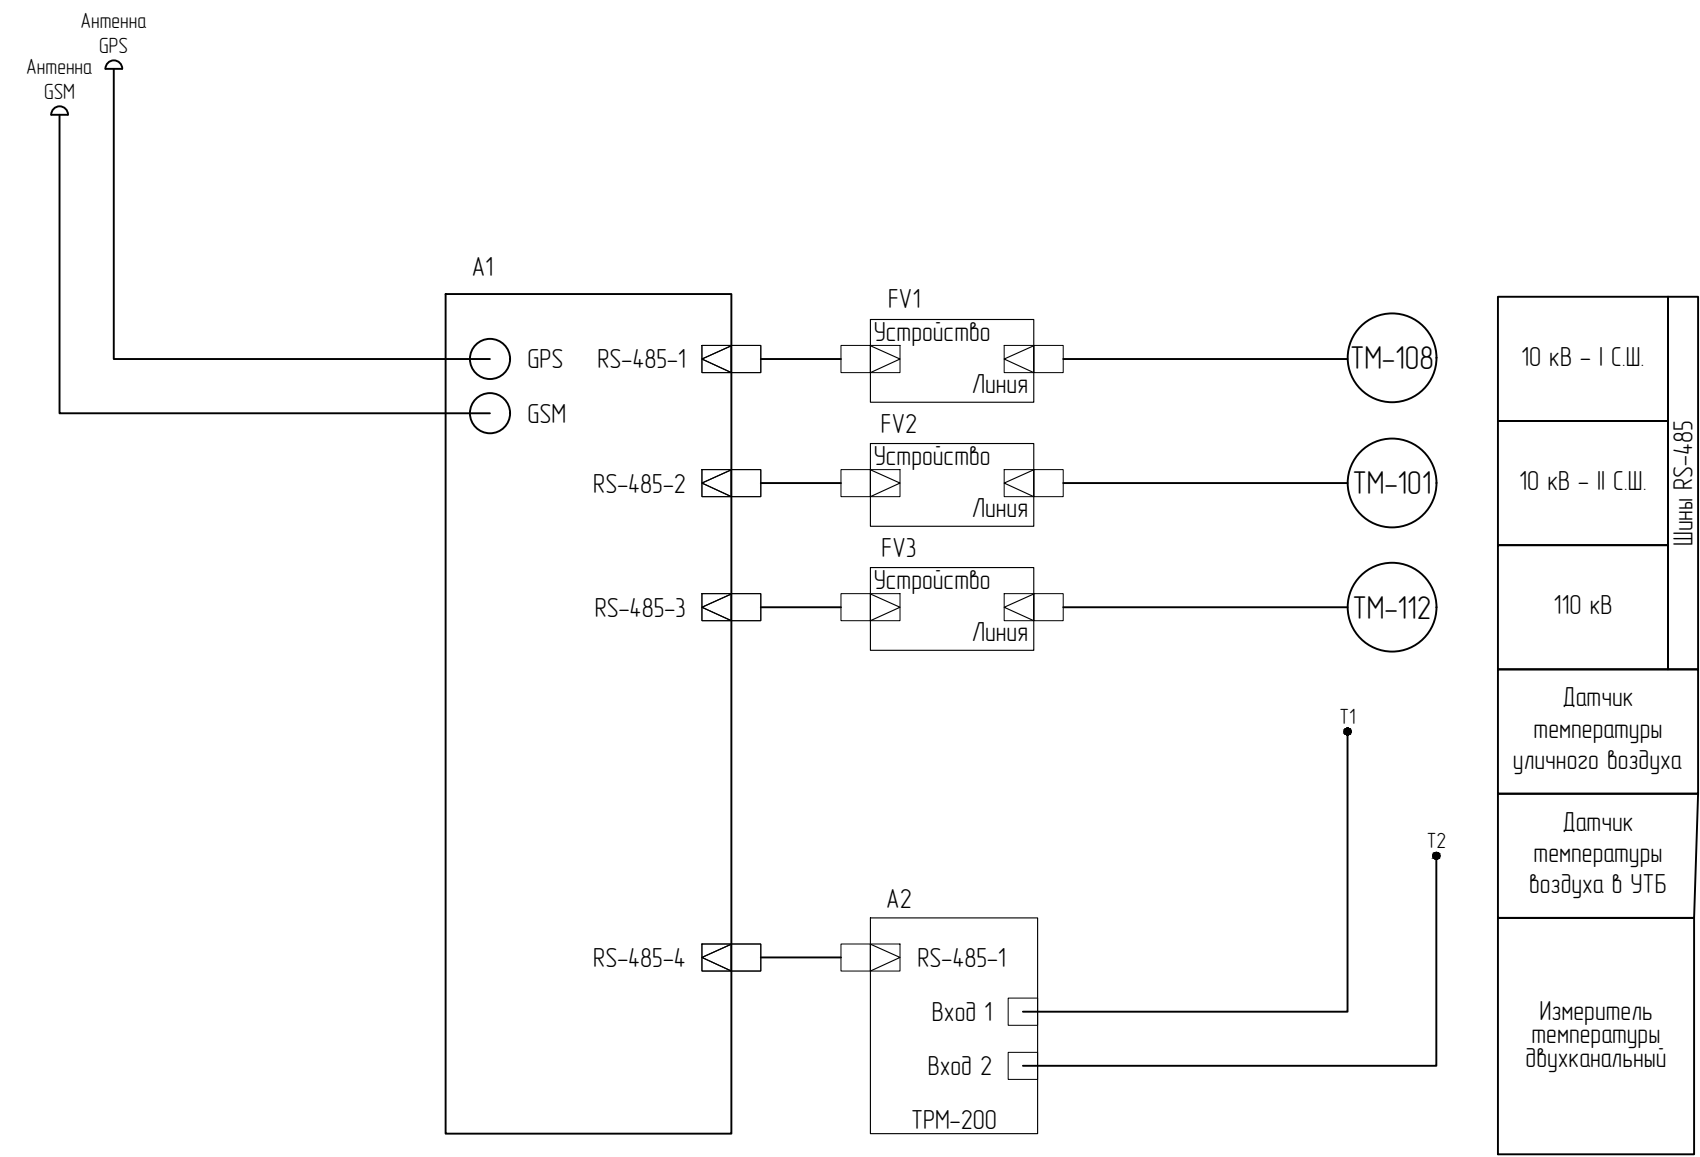 Антенна
GPS
Антенна
GSM
A1
GPS
GSM
RS-485-1
RS-485-2
RS-485-3
RS-485-4
FV1
Устройство
Линия
FV2
Устройство
Линия
FV3
Устройство
Линия
TM-108
TM-101
TM-112
T1
T2
A2
RS-485-1
Вход 1
Вход 2
ТРМ-200
10 кВ - I С.Ш.
10 кВ - II С.Ш.
110 кВ
Шины RS-485
Датчик
температуры
уличного воздуха
Датчик
температуры
воздуха в УТБ
Измеритель
температуры
двухканальный